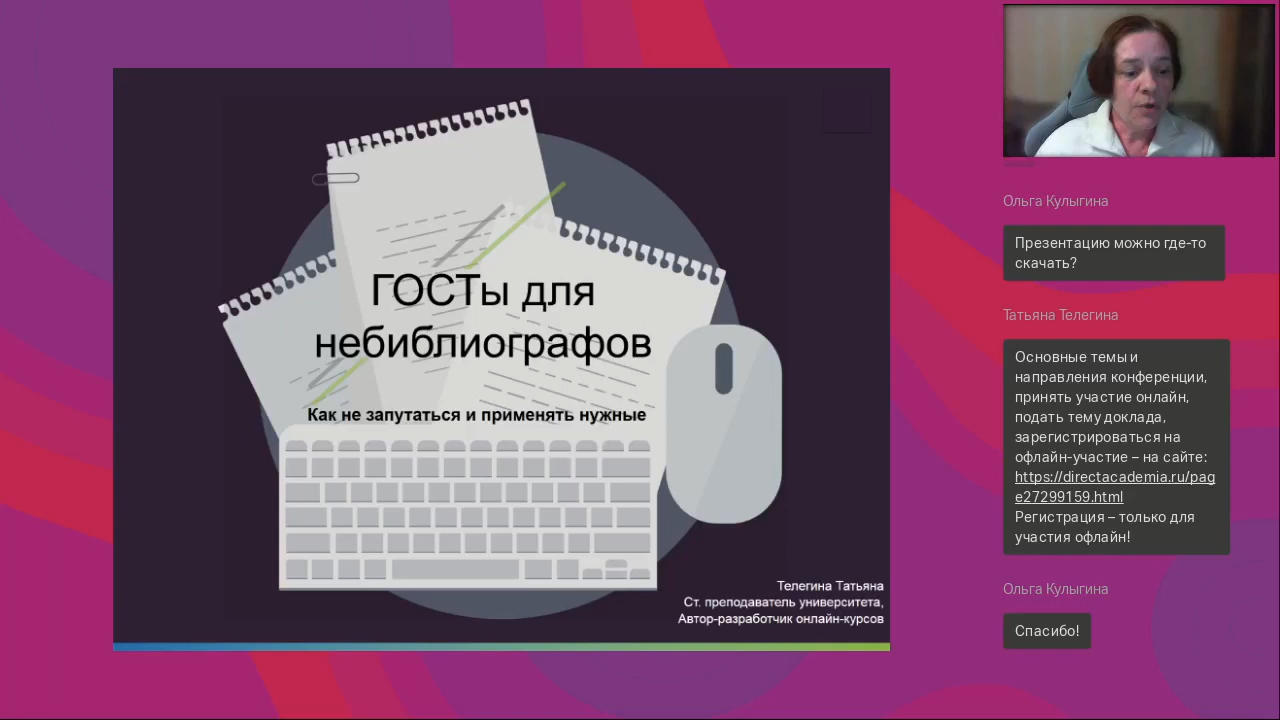 ГОСТы для
небиблиографов
Как не запутаться и применять нужные
Телегина Татьяна
Ст. преподаватель университета,
Автор-разработчик онлайн-курсов
Ольга Кулыгина
Презентацию можно где-то
скачать?
Татьяна Телегина
Основные темы и
направления конференции,
принять участие онлайн,
подать тему доклада,
зарегистрироваться на
офлайн-участие – на сайте:
https://directacademia.ru/pag
e27299159.html
Регистрация – только для
участия офлайн!
Ольга Кулыгина
Спасибо!